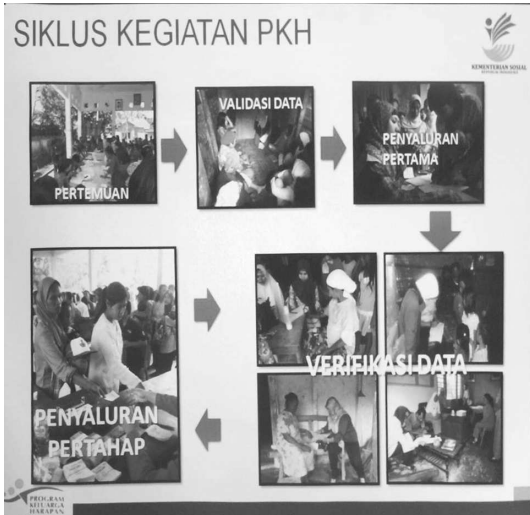 SIKLUS KEGIATAN PKH
KEMENTERIAN SOSIAL
PERTEMUAN
VALIDASI DATA
PENYALURAN
PERTAMA
VERIFIKASI DATA
PENYALURAN
PERTAHAP
PROGRAM
KELUARGA
HARAPAN